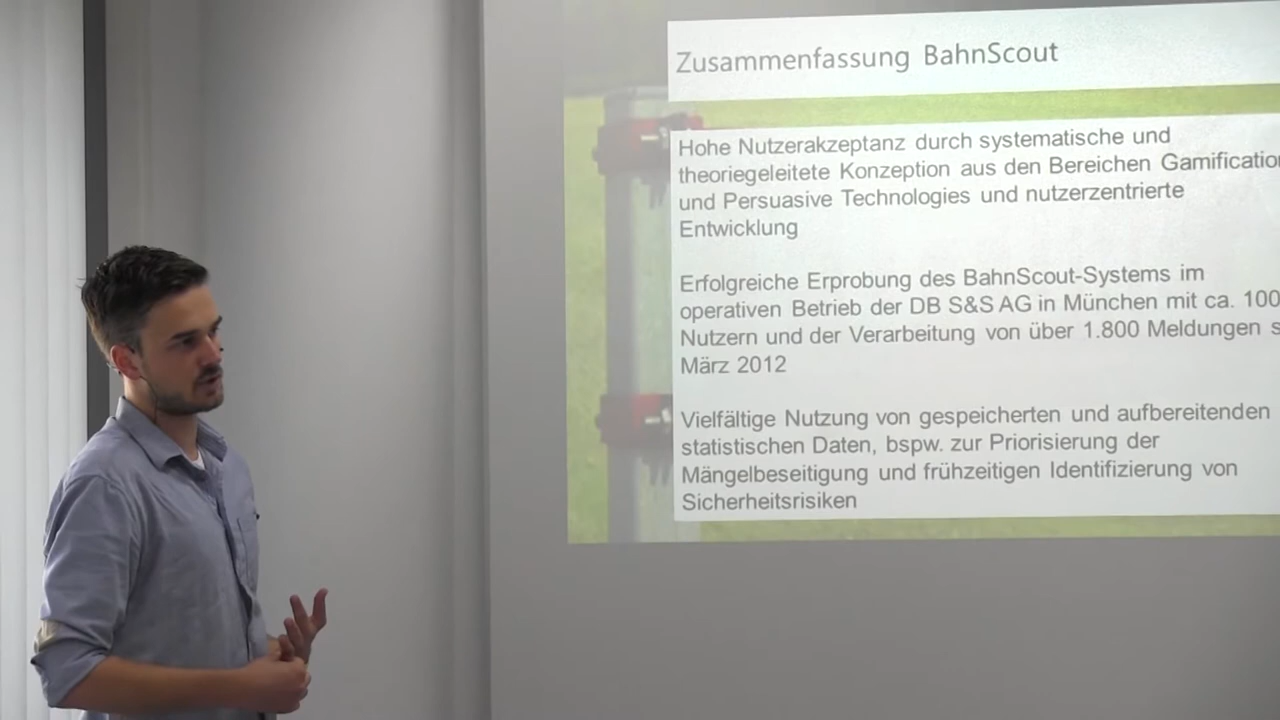 Zusammenfassung BahnScout
Hohe Nutzerakzeptanz durch systematische und
theoriegeleitete Konzeption aus den Bereichen Gamification
und Persuasive Technologies und nutzerzentrierte
Entwicklung
Erfolgreiche Erprobung des BahnScout-Systems im
operativen Betrieb der DB S&S AG in München mit ca. 100
Nutzern und der Verarbeitung von über 1.800 Meldungen
März 2012
Vielfältige Nutzung von gespeicherten und aufbereitenden
statistischen Daten, bspw. zur Priorisierung der
Mängelbeseitigung und frühzeitigen Identifizierung von
Sicherheitsrisiken